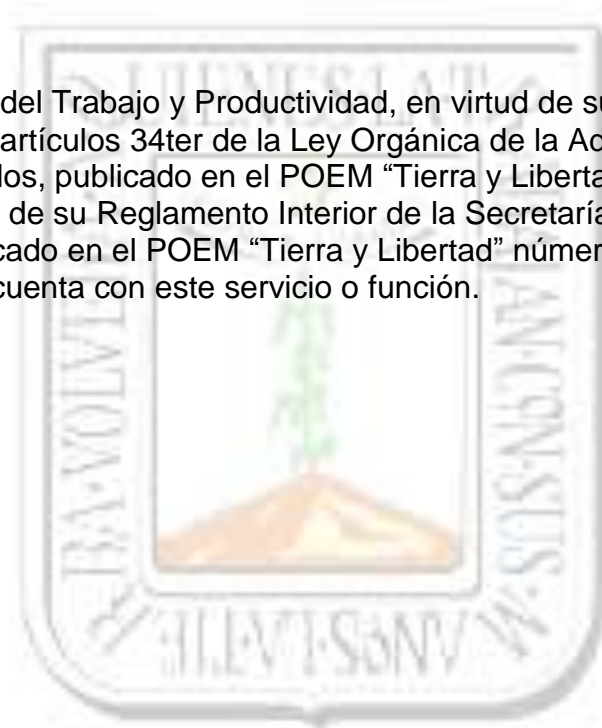 del Trabajo y Productividad, en virtud de su
artículos 34ter de la Ley Orgánica de la Ad
los, publicado en el POEM “Tierra y Liberta
de su Reglamento Interior de la Secretaría
cado en el POEM “Tierra y Libertad” númer
cuenta con este servicio o función.